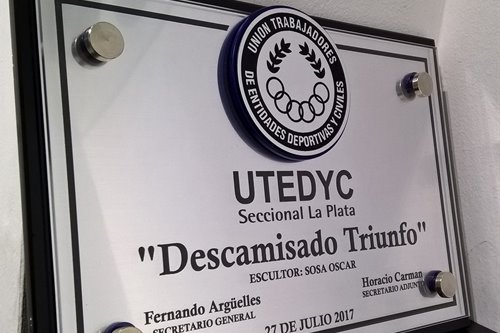 UNION TRABAJADORES
DE ENTIDADES DEPORTIVAS Y CIVILES
UTEDYC
Seccional La Plata
"Descamisado Triunfo"
ESCULTOR: SOSA OSCAR
Fernando Argüelles
SECRETARIO GENERAL
Horacio Carman
SECRETARIO ADJUNTO
27 DE JULIO 2017